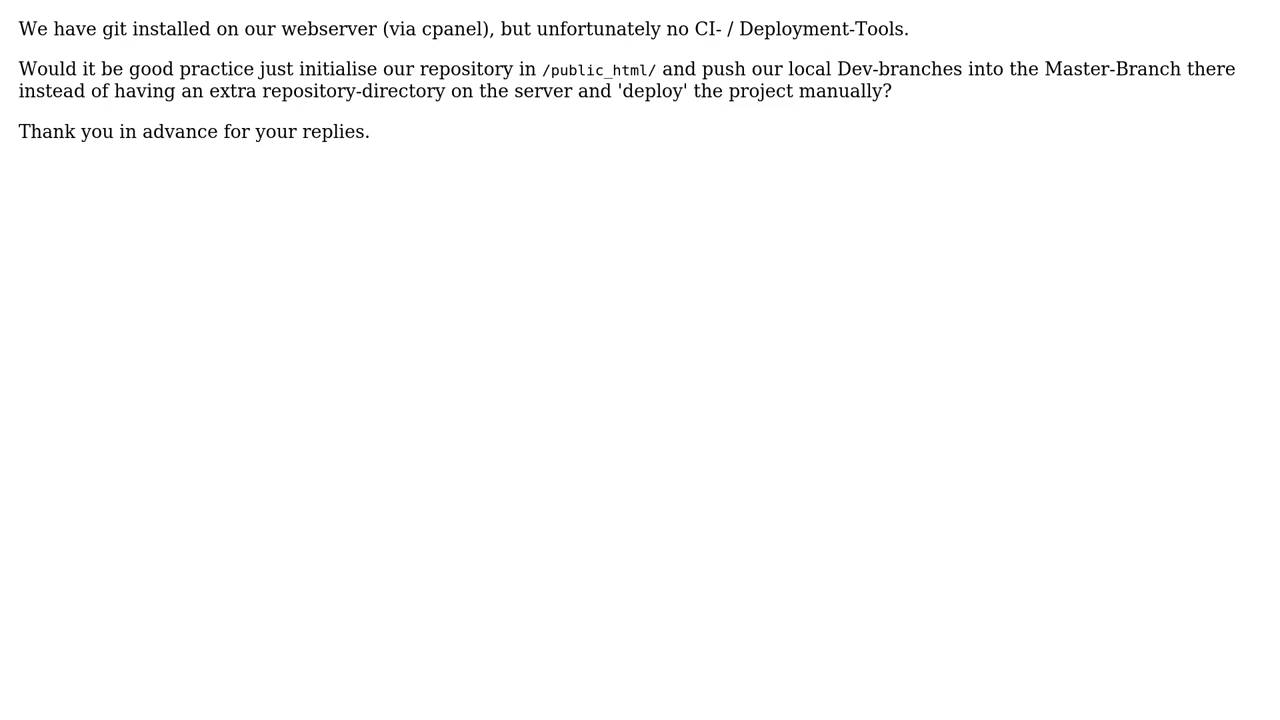 We have git installed on our webserver (via cpanel), but unfortunately no CI- / Deployment-Tools.
Would it be good practice just initialise our repository in /public_html/ and push our local Dev-branches into the Master-Branch there
instead of having an extra repository-directory on the server and 'deploy' the project manually?
Thank you in advance for your replies.